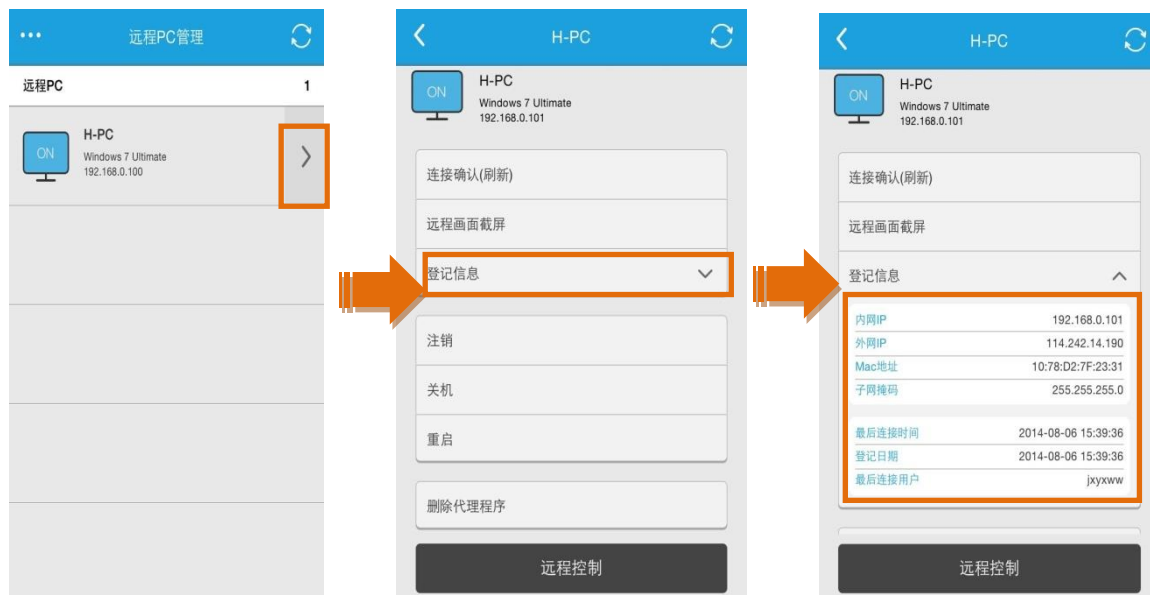 ••• 远程PC管理
远程PC 1
ON
H-PC
Windows 7 Ultimate
192.168.0.100
H-PC
ON
H-PC
Windows 7 Ultimate
192.168.0.101
连接确认(刷新)
远程画面截屏
登记信息
注销
关机
重启
删除代理程序
远程控制
H-PC
ON
H-PC
Windows 7 Ultimate
192.168.0.101
连接确认(刷新)
远程画面截屏
登记信息
内网IP 192.168.0.101
外网IP 114.242.14.190
Mac地址 10:78:D2:7F:23:31
子网掩码 255.255.255.0
最后连接时间 2014-08-06 15:39:36
登记日期 2014-08-06 15:39:36
最后连接用户 jxyxww
远程控制